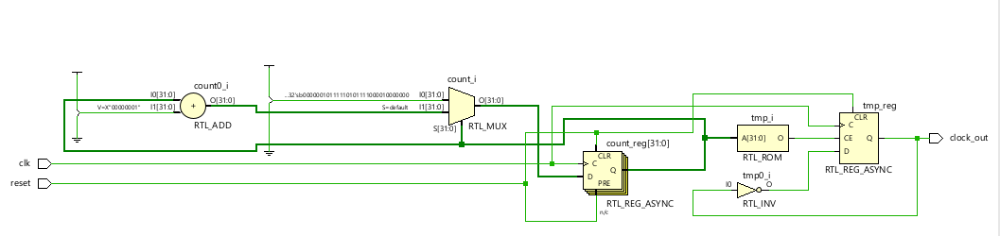 count0_i
I0[31:0]
I1[31:0]
V=X"00000001"
+
O[31:0]
RTL_ADD
count_i
...32'sb00000010111110101111000010000000
I0[31:0]
S=default
I1[31:0]
S[31:0]
O[31:0]
RTL_MUX
count_reg[31:0]
CLR
C
D
Q
PRE
RTL_REG_ASYNC
n/c
tmp_i
A[31:0]
O
RTL_ROM
tmp0_i
I0
O
RTL_INV
tmp_reg
CLR
C
CE
D
Q
RTL_REG_ASYNC
clock_out
clk
reset